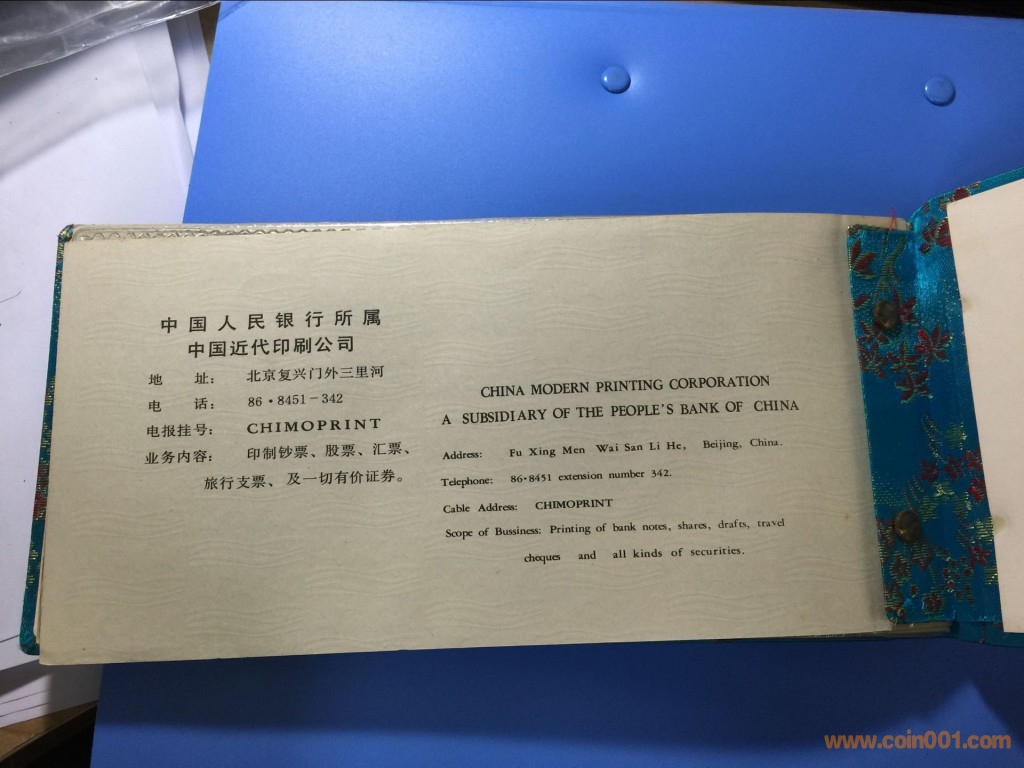 中国人民银行所属
中国近代印刷公司
地 址： 北京复兴门外三里河
电 话： 86·8451-342
电报挂号： CHIMOPRINT
业务内容： 印制钞票、股票、汇票、
旅行支票、及一切有价证券。
CHINA MODERN PRINTING CORPORATION
A SUBSIDIARY OF THE PEOPLE'S BANK OF CHINA
Address: Fu Xing Men Wai San Li He, Beijing, China.
Telephone: 86·8451 extension number 342.
Cable Address: CHIMOPRINT
Scope of Bussiness: Printing of bank notes, shares, drafts, travel
cheques and all kinds of securities.
www.coin001.com